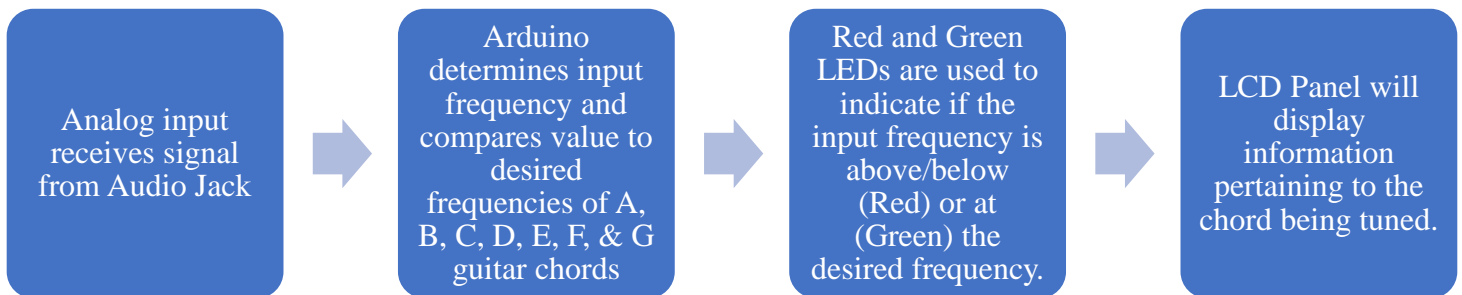 Analog input
receives signal
from Audio Jack
Arduino
determines input
frequency and
compares value to
desired
frequencies of A,
B, C, D, E, F, & G
guitar chords
Red and Green
LEDs are used to
indicate if the
input frequency is
above/below
(Red) or at
(Green) the
desired frequency.
LCD Panel will
display
information
pertaining to the
chord being tuned.